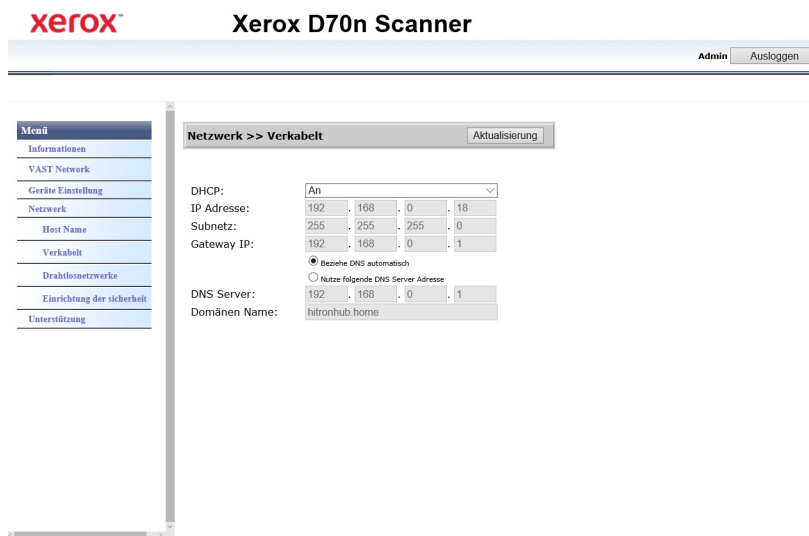 xerox™
Xerox D70n Scanner
Admin Ausloggen
Menü
Informationen
VAST Network
Geräte Einstellung
Netzwerk
Host Name
Verkabelt
Drahtlosnetzwerke
Einrichtung der sicherheit
Unterstützung
Netzwerk >> Verkabelt Aktualisierung
DHCP: An
IP Adresse: 192 . 168 . 0 . 18
Subnetz: 255 . 255 . 255 . 0
Gateway IP: 192 . 168 . 0 . 1
Beziehe DNS automatisch
Nutze folgende DNS Server Adresse
DNS Server: 192 . 168 . 0 . 1
Domänen Name: hitronhub.home